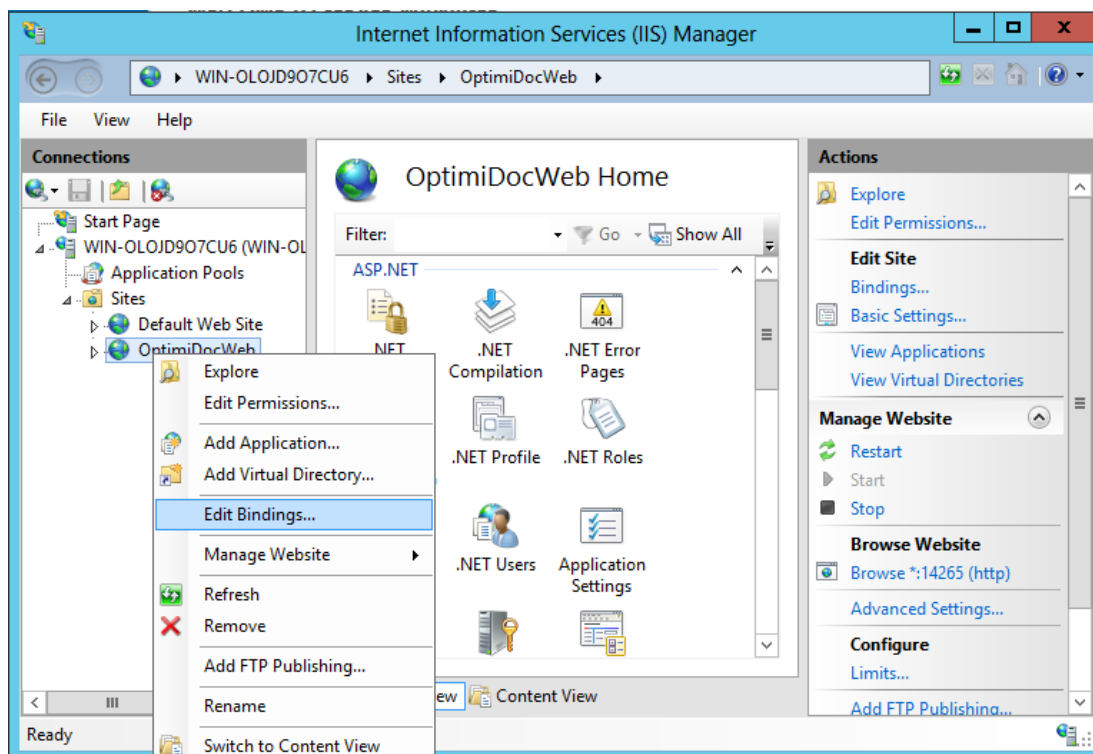 Internet Information Services (IIS) Manager
WIN-OLOJD9O7CU6 Sites OptimiDocWeb
File View Help
Connections
Start Page
WIN-OLOJD9O7CU6 (WIN-OL
Application Pools
Sites
Default Web Site
OptimiDocWeb
Explore
Edit Permissions...
Add Application...
Add Virtual Directory...
Edit Bindings...
Manage Website
Refresh
Remove
Add FTP Publishing...
Rename
Switch to Content View
OptimiDocWeb Home
Filter: Go Show All
ASP.NET
.NET
.NET Compilation
.NET Error Pages
404
.NET Profile
.NET Roles
.NET Users
Application Settings
ew Content View
Actions
Explore
Edit Permissions...
Edit Site
Bindings...
Basic Settings...
View Applications
View Virtual Directories
Manage Website
Restart
Start
Stop
Browse Website
Browse *:14265 (http)
Advanced Settings...
Configure
Limits...
Add FTP Publishing...
Ready